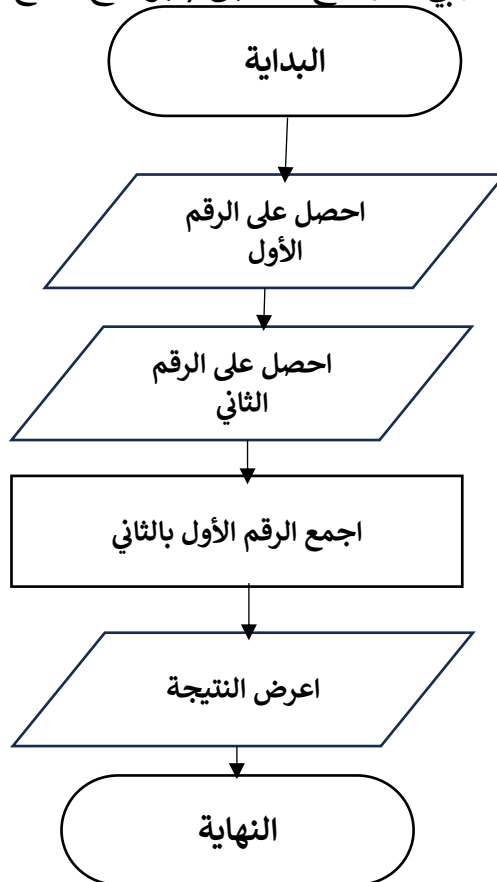 البداية
احصل على الرقم
الأول
احصل على الرقم
الثاني
اجمع الرقم الأول بالثاني
اعرض النتيجة
النهاية